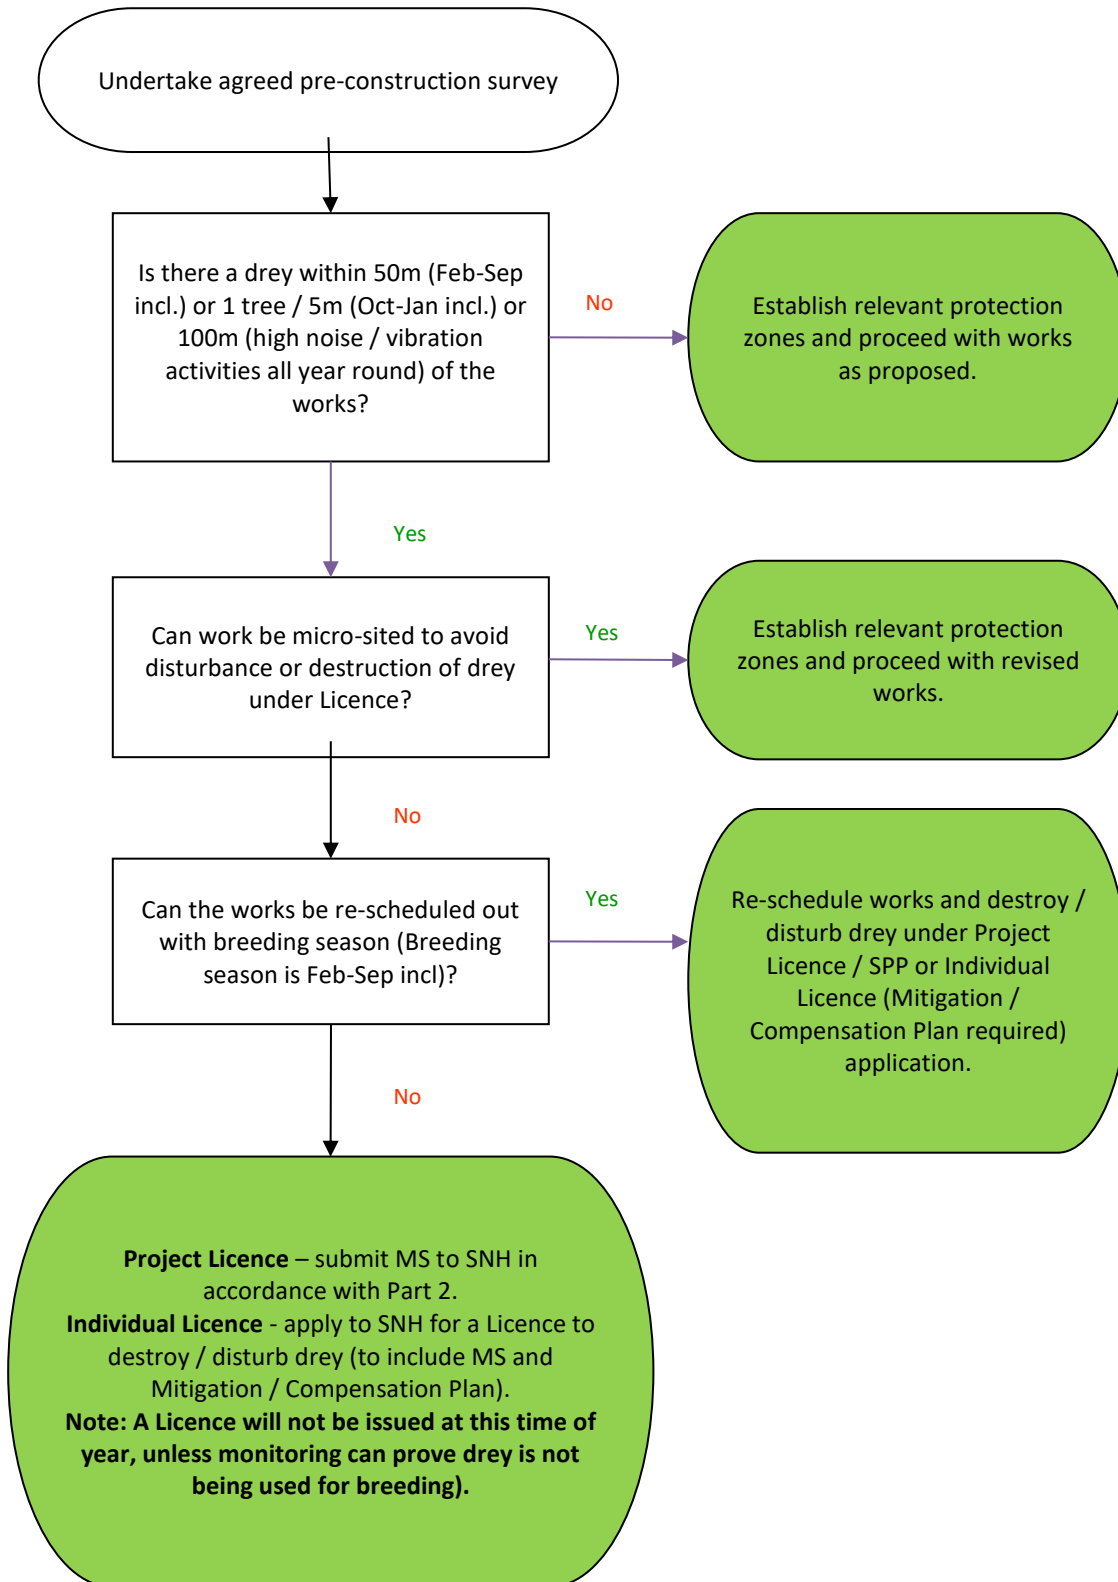 Undertake agreed pre-construction survey
Is there a drey within 50m (Feb-Sep
incl.) or 1 tree / 5m (Oct-Jan incl.) or
100m (high noise / vibration
activities all year round) of the
works?
No
Establish relevant protection
zones and proceed with works
as proposed.
Yes
Can work be micro-sited to avoid
disturbance or destruction of drey
under Licence?
Yes
Establish relevant protection
zones and proceed with revised
works.
No
Can the works be re-scheduled out
with breeding season (Breeding
season is Feb-Sep incl)?
Yes
Re-schedule works and destroy /
disturb drey under Project
Licence / SPP or Individual
Licence (Mitigation /
Compensation Plan required)
application.
No
Project Licence – submit MS to SNH in
accordance with Part 2.
Individual Licence - apply to SNH for a Licence to
destroy / disturb drey (to include MS and
Mitigation / Compensation Plan).
Note: A Licence will not be issued at this time of
year, unless monitoring can prove drey is not
being used for breeding).